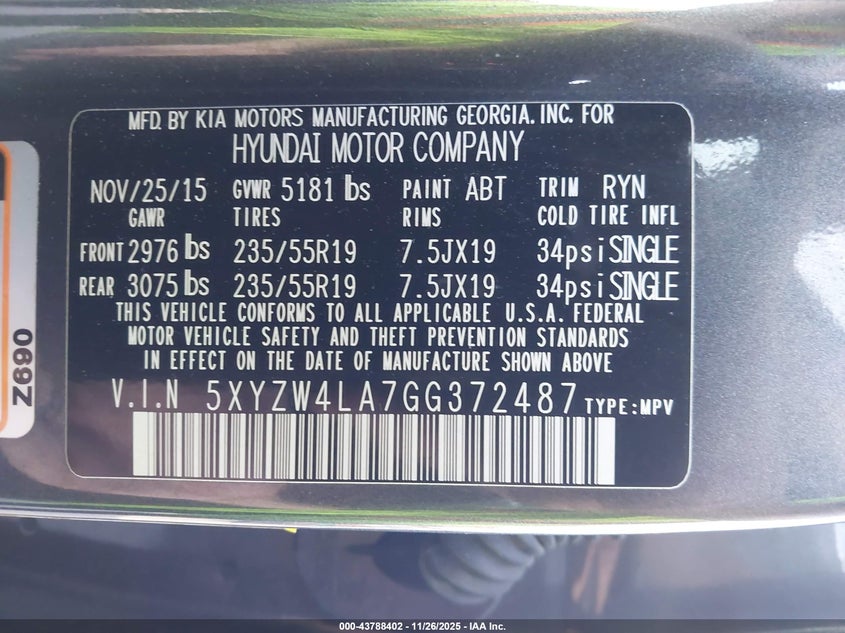 MFD. BY KIA MOTORS MANUFACTURING GEORGIA. INC. FOR
HYUNDAI MOTOR COMPANY
NOV/25/15 GVWR 5181 lbs PAINT ABT TRIM RYN
GAWR TIRES RIMS COLD TIRE INFL
FRONT 2976 lbs 235/55R19 7.5JX19 34psi SINGLE
REAR 3075 lbs 235/55R19 7.5JX19 34psi SINGLE
THIS VEHICLE CONFORMS TO ALL APPLICABLE U.S.A. FEDERAL
MOTOR VEHICLE SAFETY AND THEFT PREVENTION STANDARDS
IN EFFECT ON THE DATE OF MANUFACTURE SHOWN ABOVE
V.I.N 5XYZW4LA7GG372487 TYPE:MPV
Z690
000-43788402 - 11/26/2025 - IAA Inc.